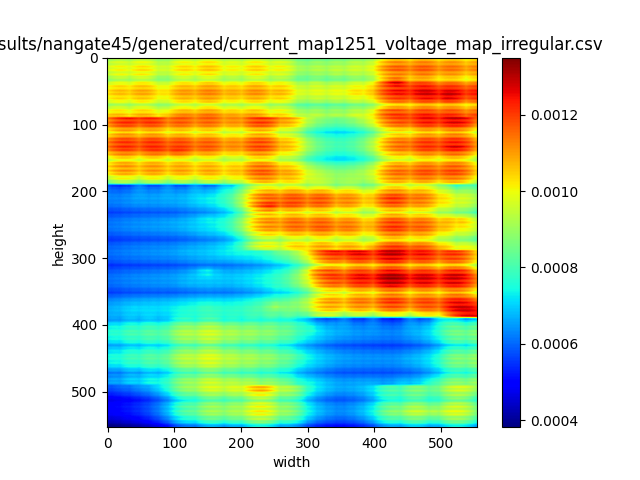 sults/nangate45/generated/current_map1251_voltage_map_irregular.csv
0
100
200
300
400
500
height
0 100 200 300 400 500
width
0.0012
0.0010
0.0008
0.0006
0.0004